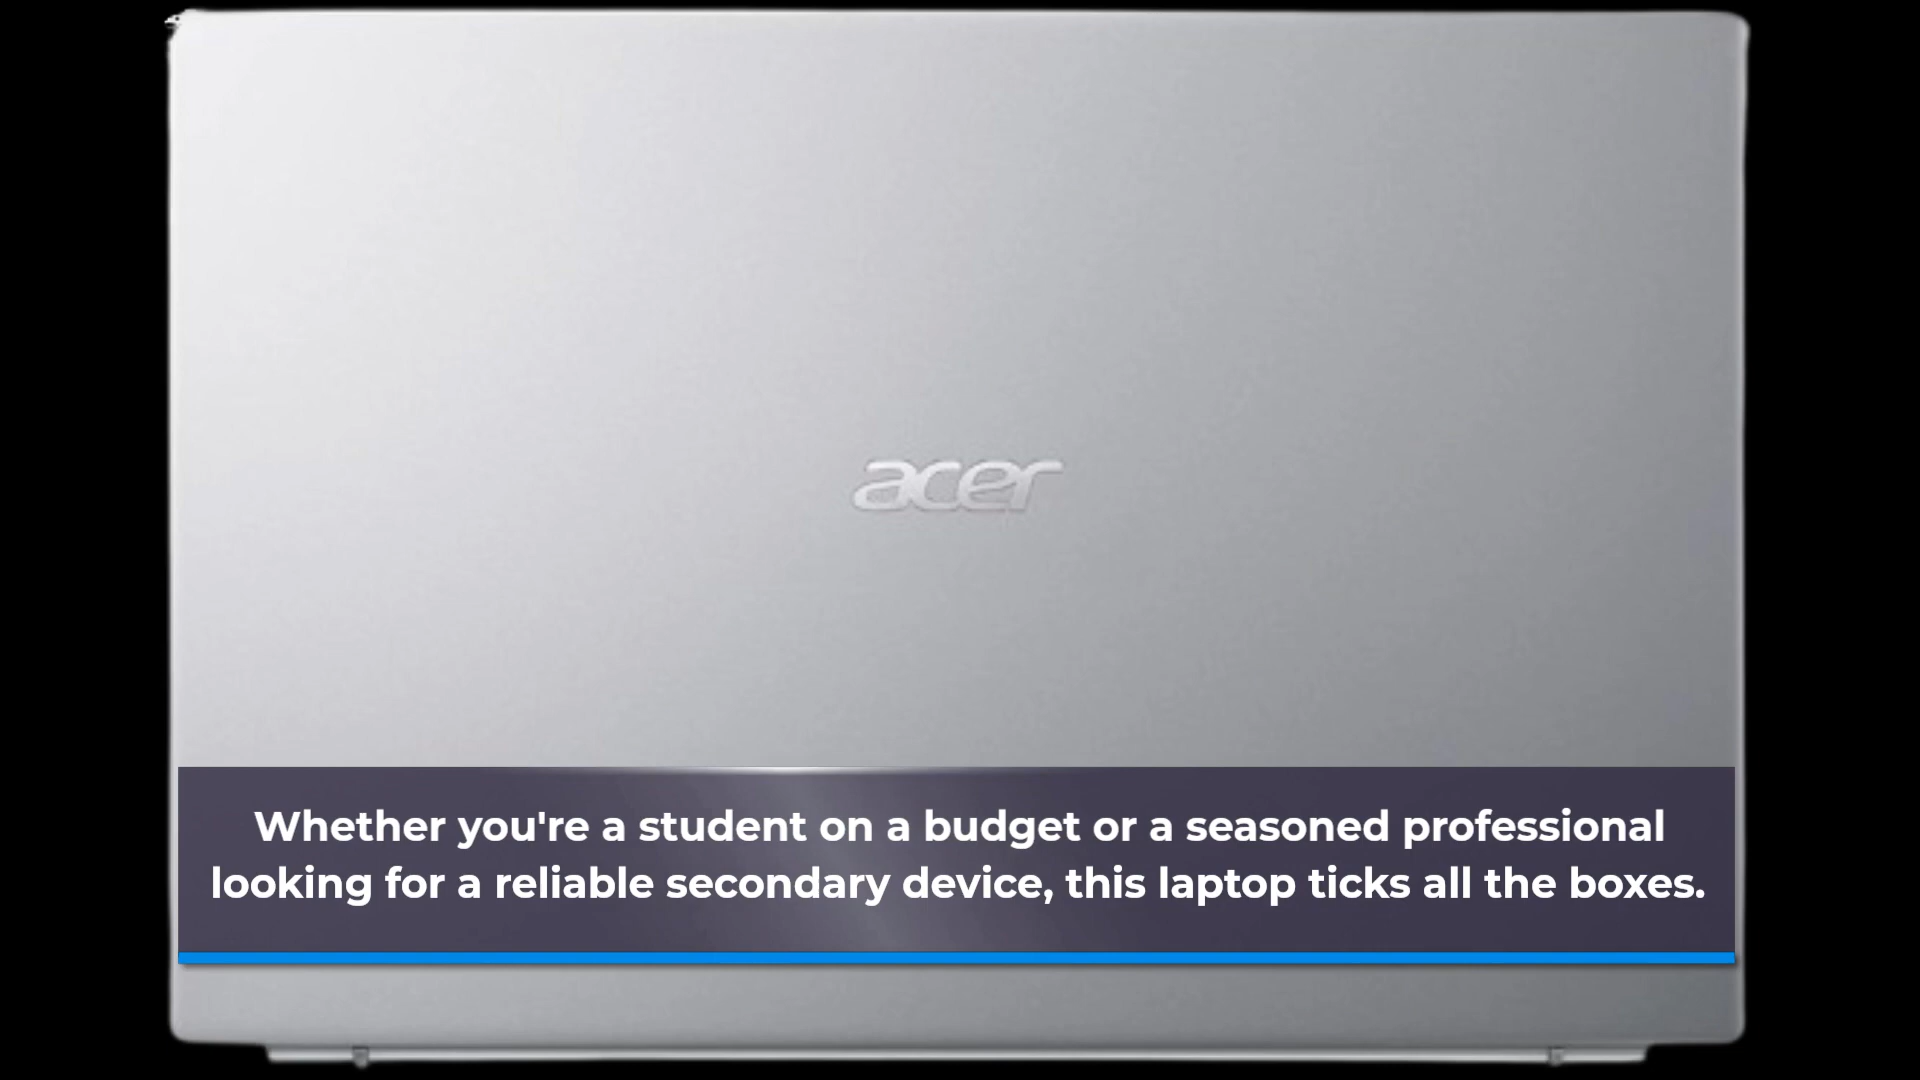 acer
Whether you're a student on a budget or a seasoned professional
looking for a reliable secondary device, this laptop ticks all the boxes.